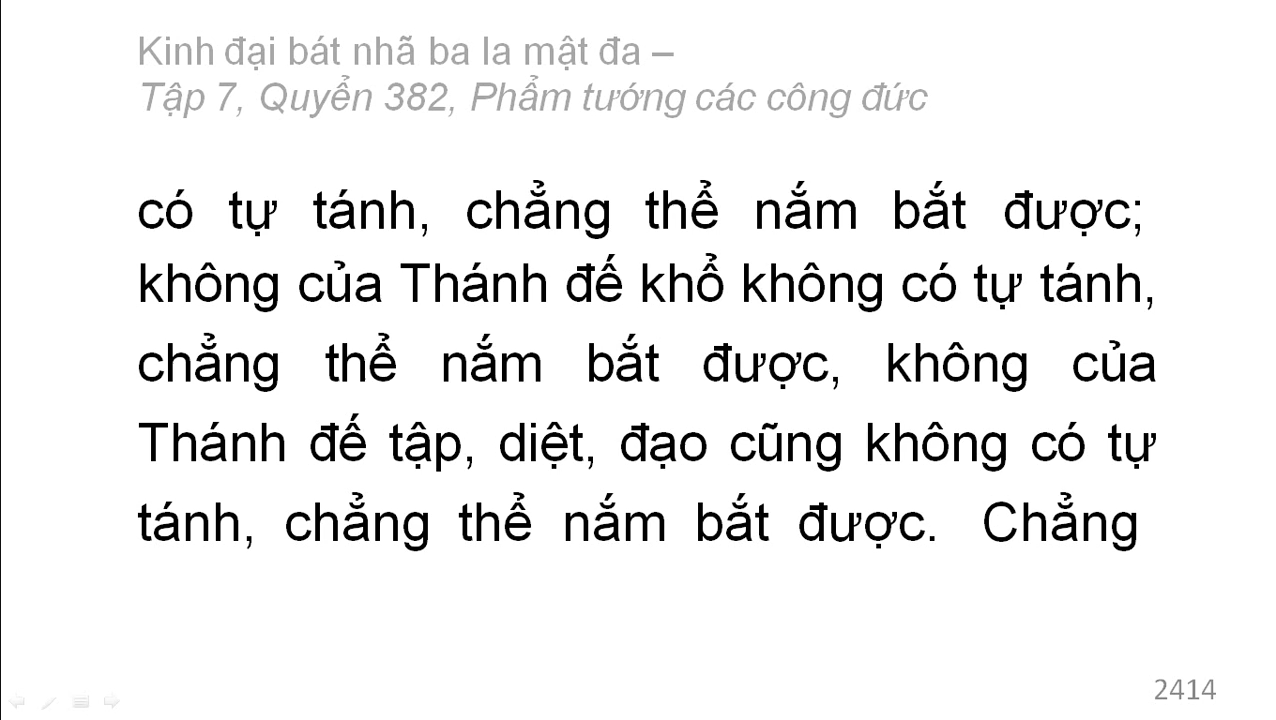 Kinh đại bát nhã ba la mật đa –
Tập 7, Quyển 382, Phẩm tướng các công đức
có tự tánh, chẳng thể nắm bắt được;
không của Thánh đế khổ không có tự tánh,
chẳng thể nắm bắt được, không của
Thánh đế tập, diệt, đạo cũng không có tự
tánh, chẳng thể nắm bắt được. Chẳng
2414